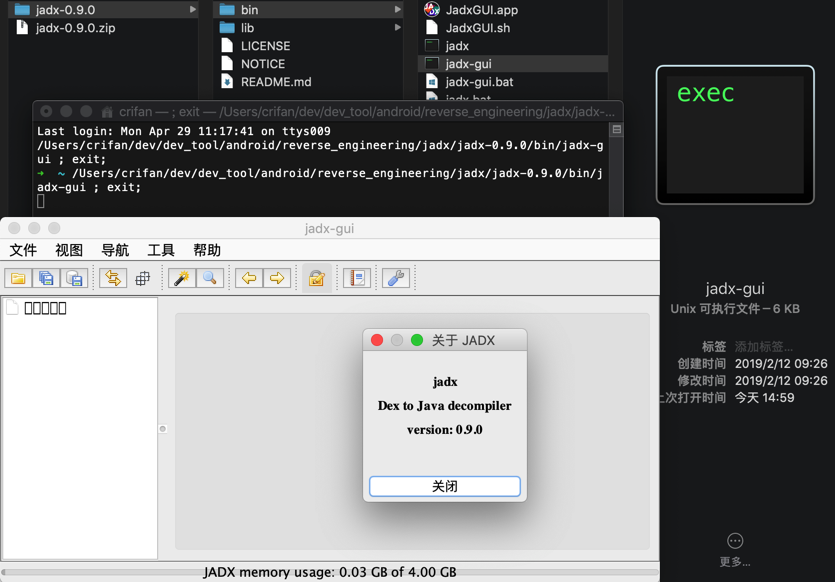 jadx-0.9.0
jadx-0.9.0.zip
bin
lib
LICENSE
NOTICE
README.md
JadxGUI.app
JadxGUI.sh
jadx
jadx-gui
jadx-gui.bat
jadx.bat
exec
crifan — ; exit — /Users/crifan/dev/dev_tool/android/reverse_engineering/jadx/jadx-...
Last login: Mon Apr 29 11:17:41 on ttys009
/Users/crifan/dev/dev_tool/android/reverse_engineering/jadx/jadx-0.9.0/bin/jadx-g
ui ; exit;
➜ ~ /Users/crifan/dev/dev_tool/android/reverse_engineering/jadx/jadx-0.9.0/bin/j
adx-gui ; exit;
jadx-gui
文件 视图 导航 工具 帮助
□□□□□
关于 JADX
jadx
Dex to Java decompiler
version: 0.9.0
关闭
JADX memory usage: 0.03 GB of 4.00 GB
jadx-gui
Unix 可执行文件 – 6 KB
标签 添加标签...
创建时间 2019/2/12 09:26
修改时间 2019/2/12 09:26
次打开时间 今天 14:59
更多...